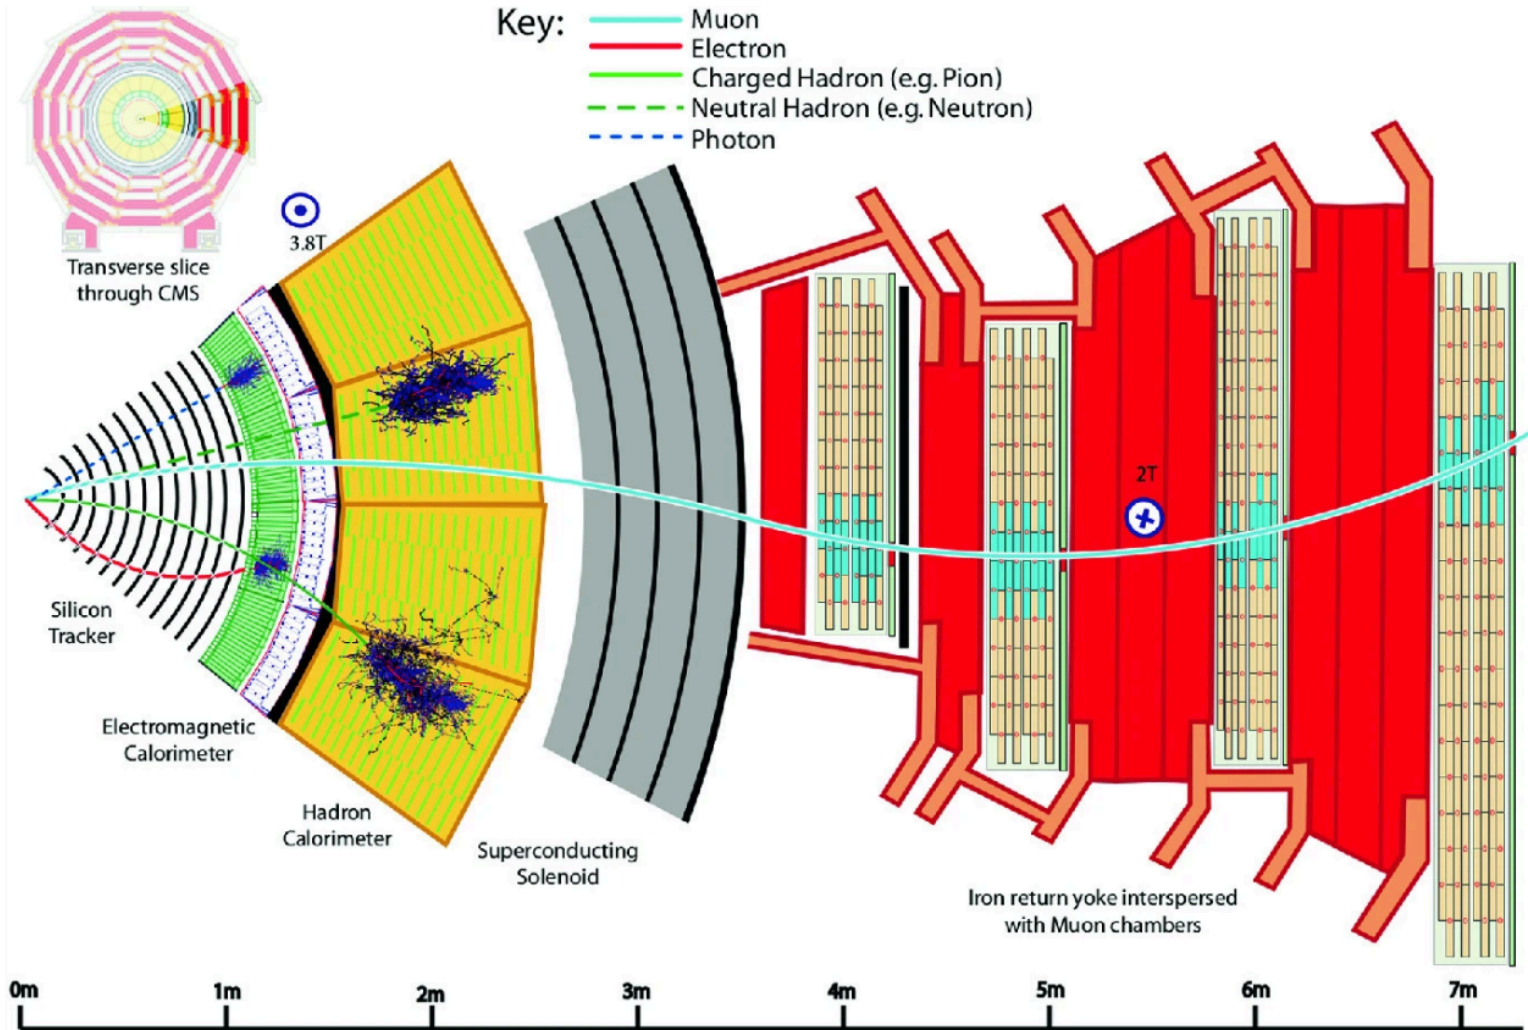 Key:
Muon
Electron
Charged Hadron (e.g. Pion)
Neutral Hadron (e.g. Neutron)
Photon
Transverse slice
through CMS
3.8T
2T
Silicon
Tracker
Electromagnetic
Calorimeter
Hadron
Calorimeter
Superconducting
Solenoid
Iron return yoke interspersed
with Muon chambers
0m 1m 2m 3m 4m 5m 6m 7m